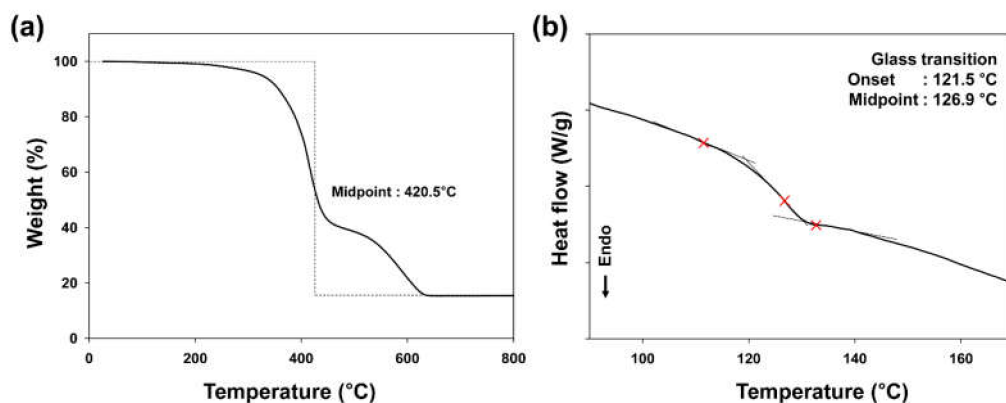 (a)
100
80
60
40
20
0
Weight (%)
Midpoint : 420.5°C
0 200 400 600 800
Temperature (°C)
(b)
Glass transition
Onset : 121.5 °C
Midpoint : 126.9 °C
Heat flow (W/g)
Endo
100 120 140 160
Temperature (°C)